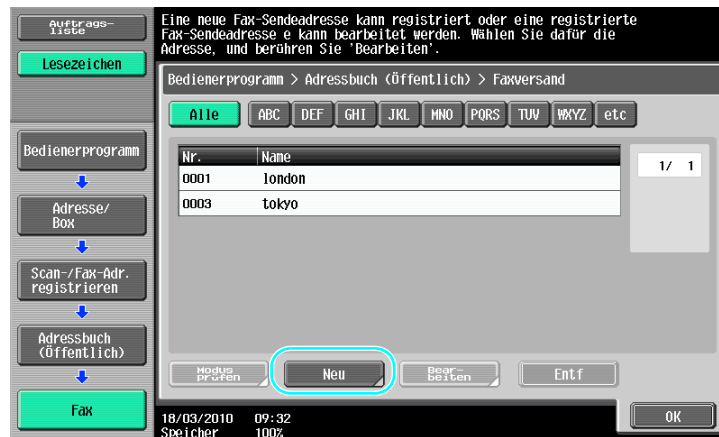 Auftrags-
liste
Lesezeichen
Eine neue Fax-Sendeadresse kann registriert oder eine registrierte
Fax-Sendeadress e kann bearbeitet werden. Wählen Sie dafür die
Adresse, und berühren Sie 'Bearbeiten'.
Bedienerprogramm > Adressbuch (Öffentlich) > Faxversand
Alle ABC DEF GHI JKL MNO PQRS TUV WXYZ etc
Nr. Name
0001 london
0003 tokyo
1/ 1
Bedienerprogramm
Adresse/
Box
Scan-/Fax-Adr.
registrieren
Adressbuch
(Öffentlich)
Fax
Modus
prüfen
Neu
Bear-
beiten
Entf
18/03/2010 09:32
Speicher 100%
OK